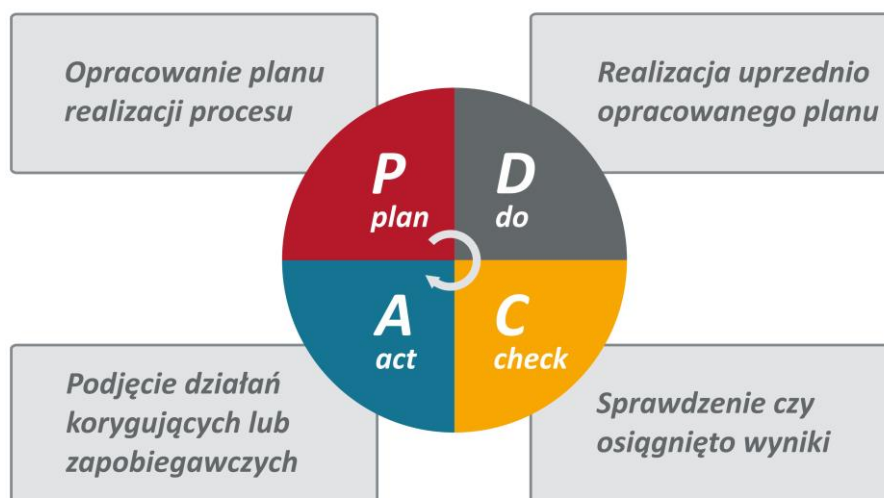 Opracowanie planu
realizacji procesu
Realizacja uprzednio
opracowanego planu
P
plan
D
do
A
act
C
check
Podjęcie działań
korygujących lub
zapobiegawczych
Sprawdzenie czy
osiągnięto wyniki